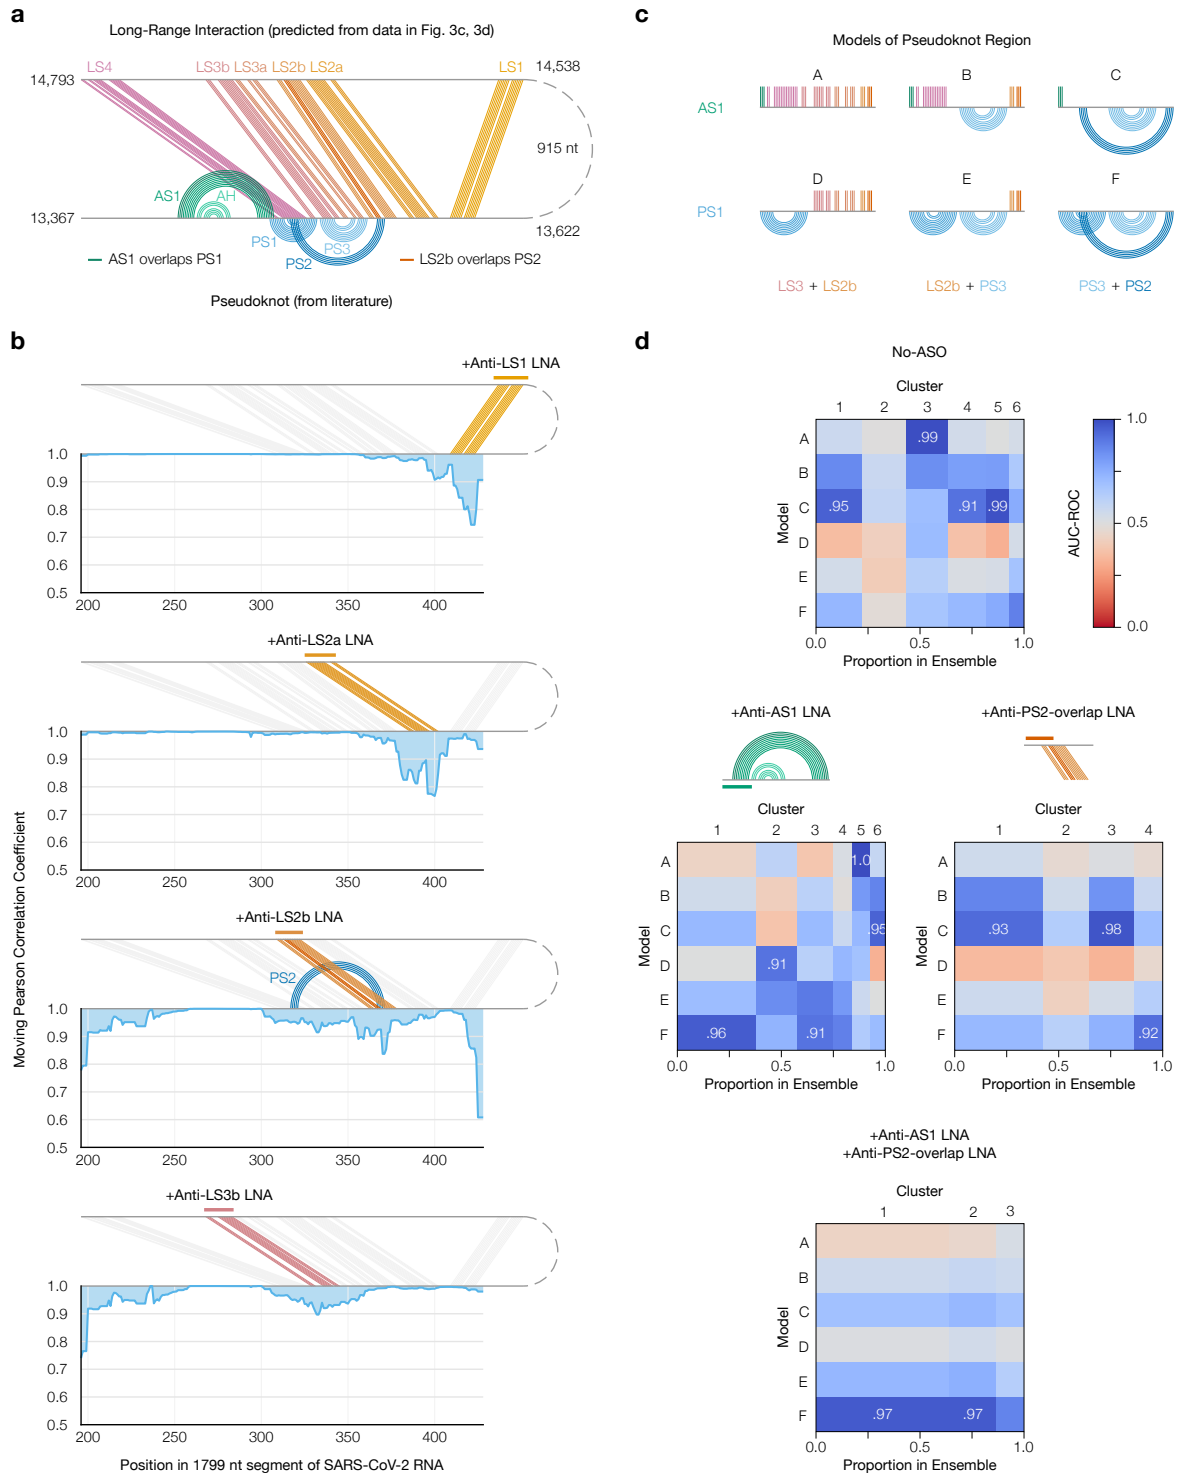 a
Long-Range Interaction (predicted from data in Fig. 3c, 3d)
LS4
LS3b
LS3a
LS2b
LS2a
LS1
14,538
14,793
915 nt
AS1
AH
13,367
13,622
PS1
PS3
PS2
AS1 overlaps PS1
LS2b overlaps PS2
Pseudoknot (from literature)
c
Models of Pseudoknot Region
A
B
C
AS1
D
E
F
PS1
LS3 + LS2b
LS2b + PS3
PS3 + PS2
b
+Anti-LS1 LNA
1.0
0.9
0.8
0.7
0.6
0.5
200
250
300
350
400
+Anti-LS2a LNA
1.0
0.9
0.8
0.7
0.6
0.5
200
250
300
350
400
+Anti-LS2b LNA
PS2
1.0
0.9
0.8
0.7
0.6
0.5
200
250
300
350
400
+Anti-LS3b LNA
1.0
0.9
0.8
0.7
0.6
0.5
200
250
300
350
400
Moving Pearson Correlation Coefficient
Position in 1799 nt segment of SARS-CoV-2 RNA
d
No-ASO
Cluster
1 2 3 4 5 6
A
B
C
D
E
F
Model
.99
.95
.91
.99
0.0
0.5
1.0
Proportion in Ensemble
AUC-ROC
1.0
0.5
0.0
+Anti-AS1 LNA
Cluster
1 2 3 4 5 6
A
B
C
D
E
F
Model
1.0
.95
.91
.96
.91
0.0
0.5
1.0
Proportion in Ensemble
+Anti-PS2-overlap LNA
Cluster
1 2 3 4
A
B
C
D
E
F
Model
.93
.98
.92
0.0
0.5
1.0
Proportion in Ensemble
+Anti-AS1 LNA
+Anti-PS2-overlap LNA
Cluster
1 2 3
A
B
C
D
E
F
Model
.97
.97
0.0
0.5
1.0
Proportion in Ensemble